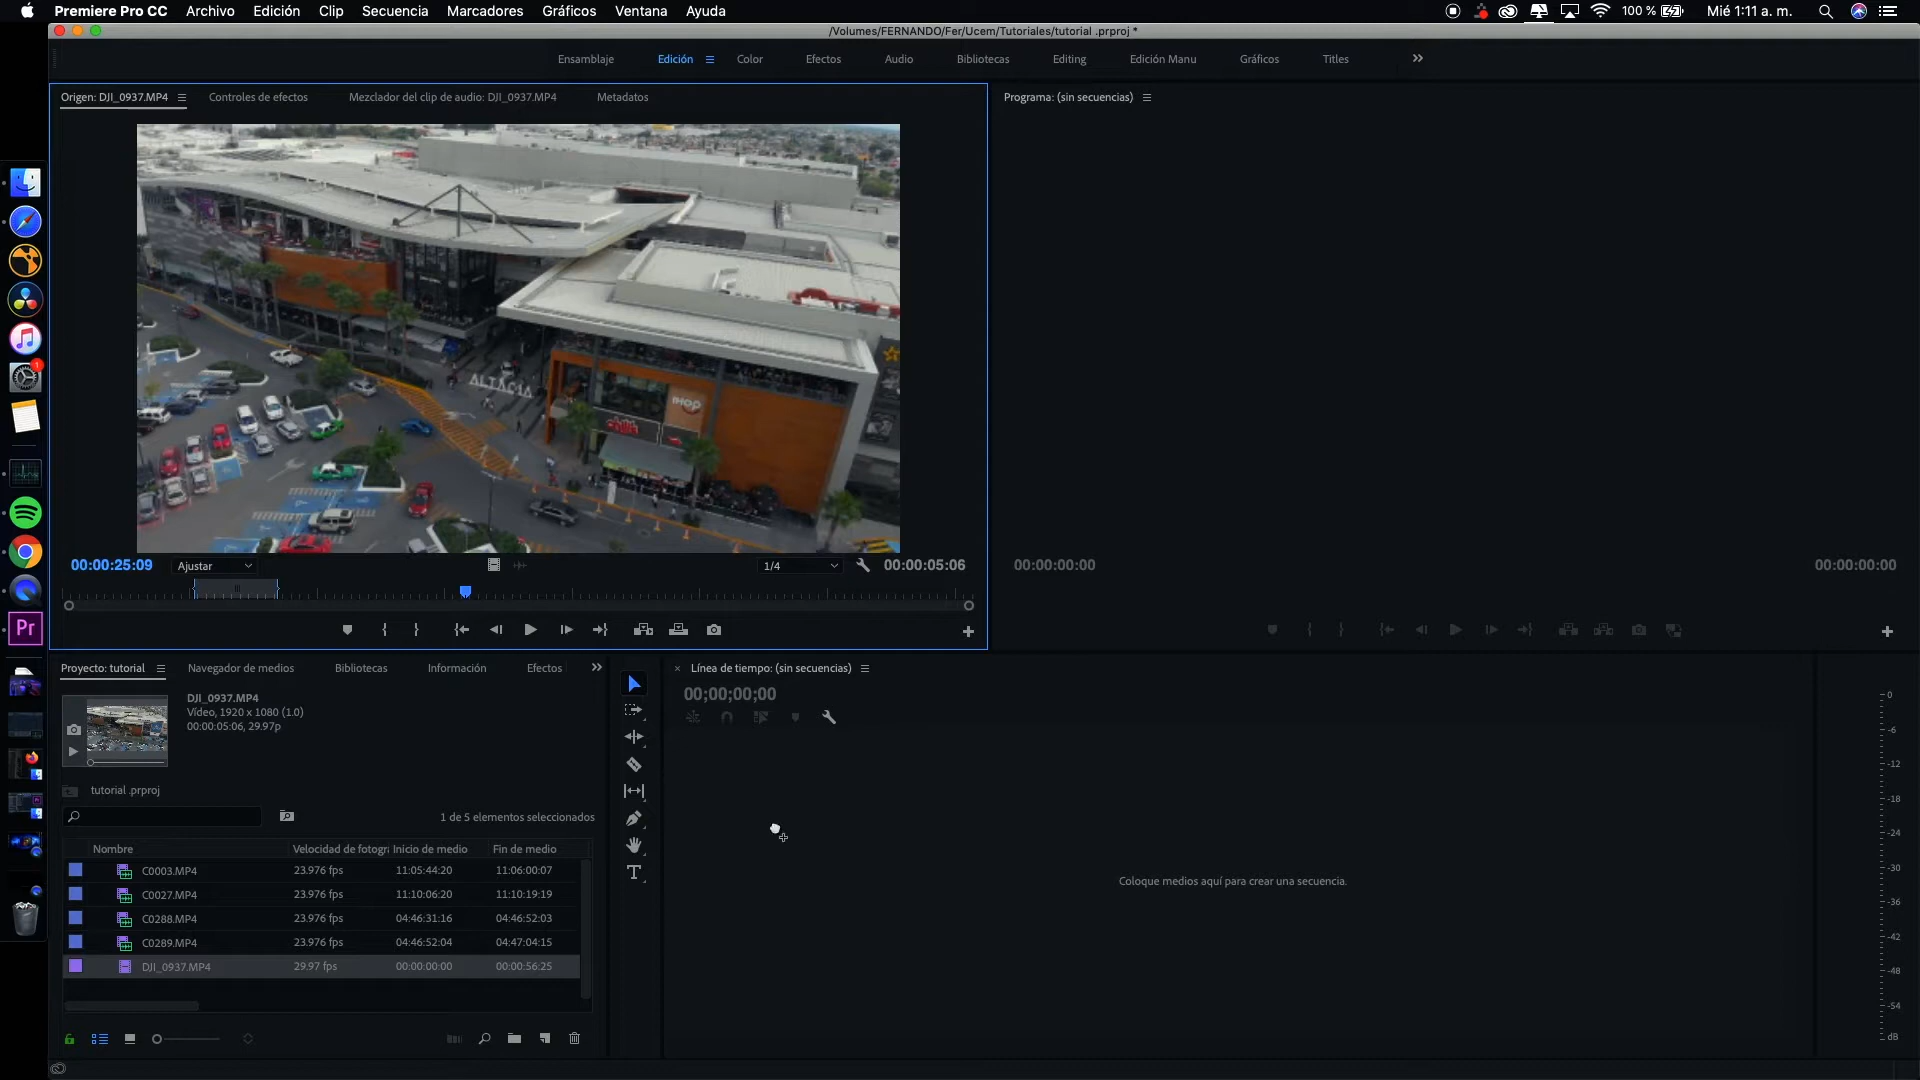 Premiere Pro CC Archivo Edición Clip Secuencia Marcadores Gráficos Ventana Ayuda 100 % Mié 1:11 a. m.
/Volumes/FERNANDO/Fer/Ucem/Tutoriales/tutorial .prproj *
Ensamblaje Edición Color Efectos Audio Bibliotecas Editing Edición Manu Gráficos Titles
Origen: DJI_0937.MP4 Controles de efectos Mezclador del clip de audio: DJI_0937.MP4 Metadatos
Programa: (sin secuencias)
ALTACIA
IHOP
chili's
00:00:25:09 Ajustar 1/4 00:00:05:06
00:00:00:00 00:00:00:00
Proyecto: tutorial Navegador de medios Bibliotecas Información Efectos
DJI_0937.MP4
Vídeo, 1920 x 1080 (1.0)
00:00:05:06, 29.97p
tutorial .prproj
1 de 5 elementos seleccionados
Nombre Velocidad de fotogra Inicio de medio Fin de medio
C0003.MP4 23.976 fps 11:05:44:20 11:06:00:07
C0027.MP4 23.976 fps 11:10:06:20 11:10:19:19
C0288.MP4 23.976 fps 04:46:31:16 04:46:52:03
C0289.MP4 23.976 fps 04:46:52:04 04:47:04:15
DJI_0937.MP4 29.97 fps 00:00:00:00 00:00:56:25
Línea de tiempo: (sin secuencias)
00;00;00;00
Coloque medios aquí para crear una secuencia.
0
-6
-12
-18
-24
-30
-36
-42
-48
-54
dB
Pr
1
T